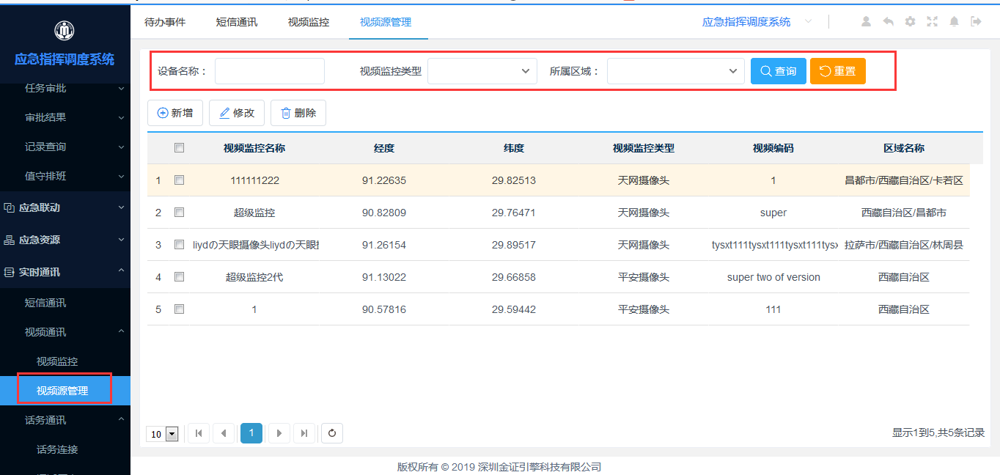 待办事件 短信通讯 视频监控 视频源管理 应急指挥调度系统
应急指挥调度系统
任务审批
审批结果
记录查询
值守排班
应急联动
应急资源
实时通讯
短信通讯
视频通讯
视频监控
视频源管理
话务通讯
话务连接
设备名称： 视频监控类型 所属区域： 查询 重置
新增 修改 删除
视频监控名称 经度 纬度 视频监控类型 视频编码 区域名称
1 111111222 91.22635 29.82513 天网摄像头 1 昌都市/西藏自治区/卡若区
2 超级监控 90.82809 29.76471 天网摄像头 super 西藏自治区/昌都市
3 liydの天眼摄像头liydの天眼 91.26154 29.89517 天网摄像头 tysxt111tysxt111tysxt111tysx 拉萨市/西藏自治区/林周县
4 超级监控2代 91.13022 29.66858 平安摄像头 super two of version 西藏自治区
5 1 90.57816 29.59442 平安摄像头 111 西藏自治区
10 1 显示1到5,共5条记录
版权所有 © 2019 深圳金证引擎科技有限公司